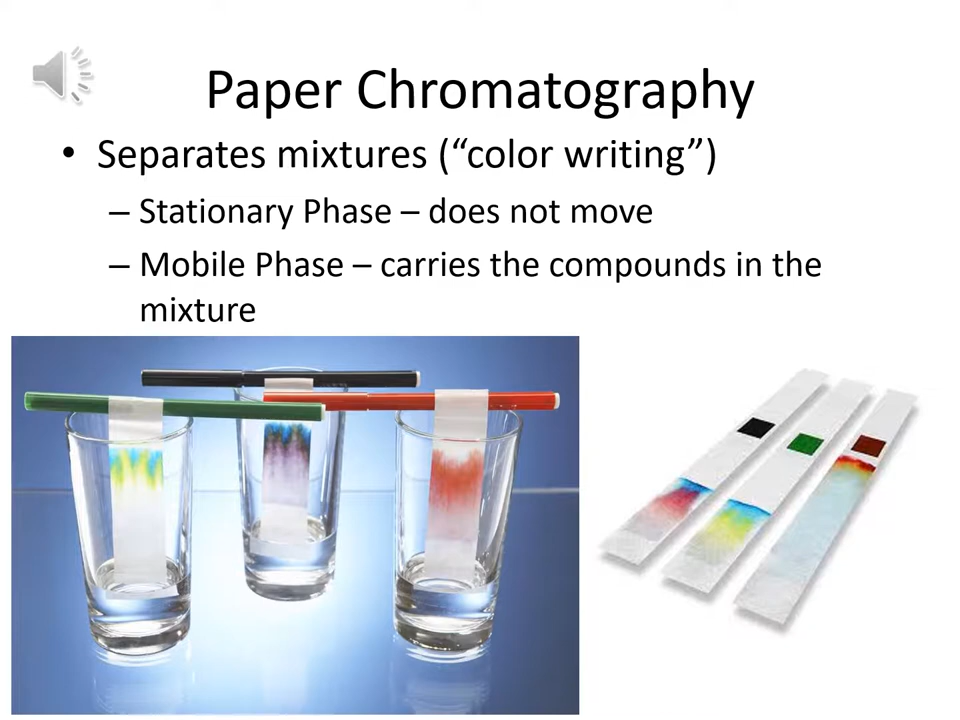 Paper Chromatography
• Separates mixtures (“color writing”)
– Stationary Phase – does not move
– Mobile Phase – carries the compounds in the
mixture